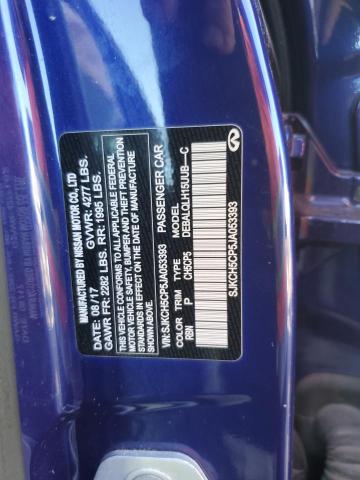 MANUFACTURED BY NISSAN MOTOR CO.,LTD
DATE: 08/17 GVWR: 4277 LBS.
GAWR FR: 2282 LBS. RR: 1995 LBS.
THIS VEHICLE CONFORMS TO ALL APPLICABLE FEDERAL
MOTOR VEHICLE SAFETY, BUMPER AND THEFT PREVENTION
STANDARDS IN EFFECT ON THE DATE OF MANUFACTURE
SHOWN ABOVE.
VIN:SJKCH5CP5JA053393 PASSENGER CAR
COLOR TRIM TYPE MODEL
RBN P CH5CP5 DEBALQLH15UUB--C
SJKCH5CP5JA053393